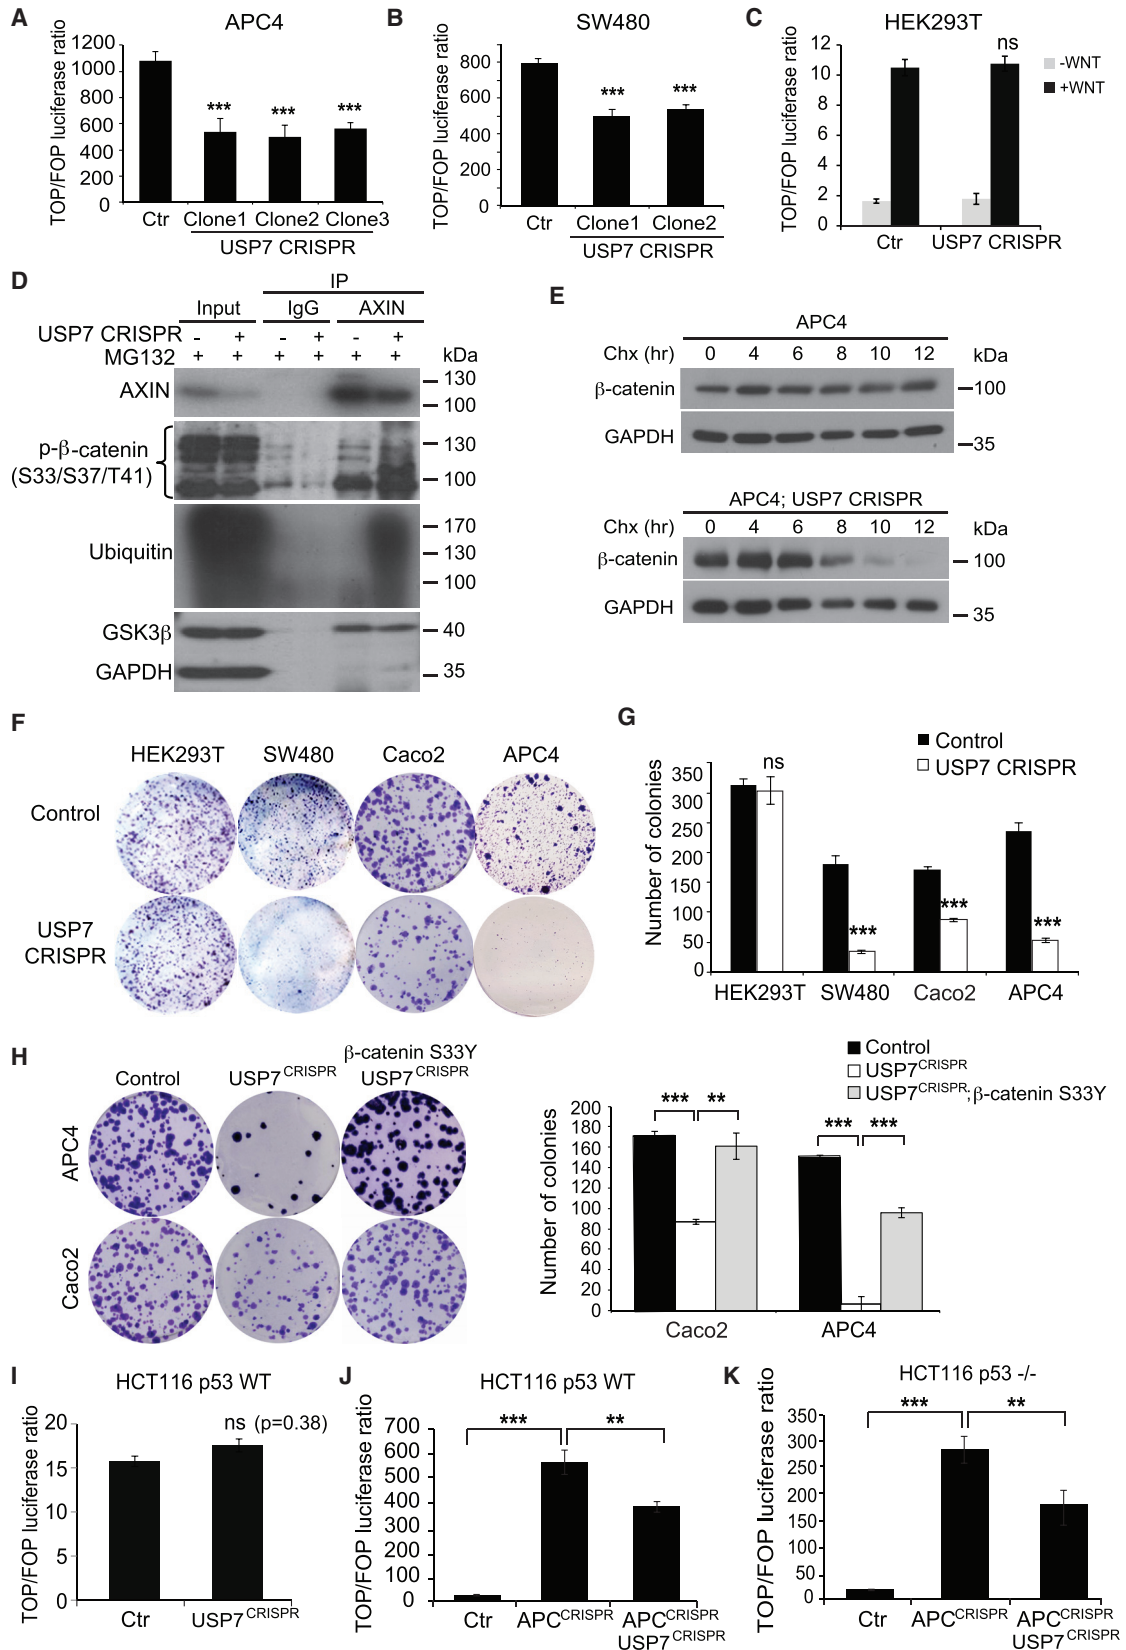 A
APC4
TOP/FOP luciferase ratio
1200
1000
800
600
400
200
0
***
***
***
Ctr Clone1 Clone2 Clone3
USP7 CRISPR
B
SW480
TOP/FOP luciferase ratio
800
600
400
200
0
***
***
Ctr Clone1 Clone2
USP7 CRISPR
C
HEK293T
TOP/FOP luciferase ratio
12
10
8
6
4
2
0
ns
-WNT
+WNT
Ctr USP7 CRISPR
D
IP
Input IgG AXIN
USP7 CRISPR - + - + - +
MG132 + + + + + + kDa
AXIN
130
100
p-β-catenin
(S33/S37/T41)
130
100
Ubiquitin
170
130
100
GSK3β
40
GAPDH
35
E
APC4
Chx (hr) 0 4 6 8 10 12 kDa
β-catenin 100
GAPDH
35
APC4; USP7 CRISPR
Chx (hr) 0 4 6 8 10 12 kDa
β-catenin 100
GAPDH
35
F
HEK293T SW480 Caco2 APC4
Control
USP7
CRISPR
G
Control
USP7 CRISPR
Number of colonies
350
300
250
200
150
100
50
0
ns
***
***
***
HEK293T SW480 Caco2 APC4
H
Control
USP7CRISPR
β-catenin S33Y
USP7CRISPR
APC4
Caco2
Control
USP7CRISPR
USP7CRISPR;β-catenin S33Y
Number of colonies
200
180
160
140
120
100
80
60
40
20
0
*** **
*** ***
Caco2 APC4
I
HCT116 p53 WT
TOP/FOP luciferase ratio
20
15
10
5
0
ns (p=0.38)
Ctr USP7CRISPR
J
HCT116 p53 WT
TOP/FOP luciferase ratio
700
600
500
400
300
200
100
0
*** **
Ctr APCCRISPR APCCRISPR
USP7CRISPR
K
HCT116 p53 -/-
TOP/FOP luciferase ratio
350
300
250
200
150
100
50
0
*** **
Ctr APCCRISPR APCCRISPR
USP7CRISPR